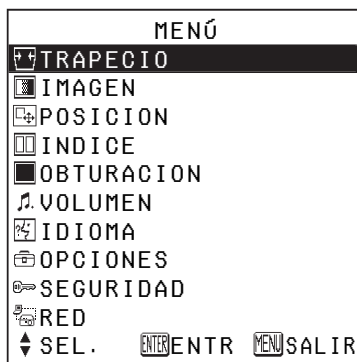 MENÚ
TRAPECIO
IMAGEN
POSICION
INDICE
OBTURACION
VOLUMEN
IDIOMA
OPCIONES
SEGURIDAD
RED
SEL. ENTER ENTR MENU SALIR